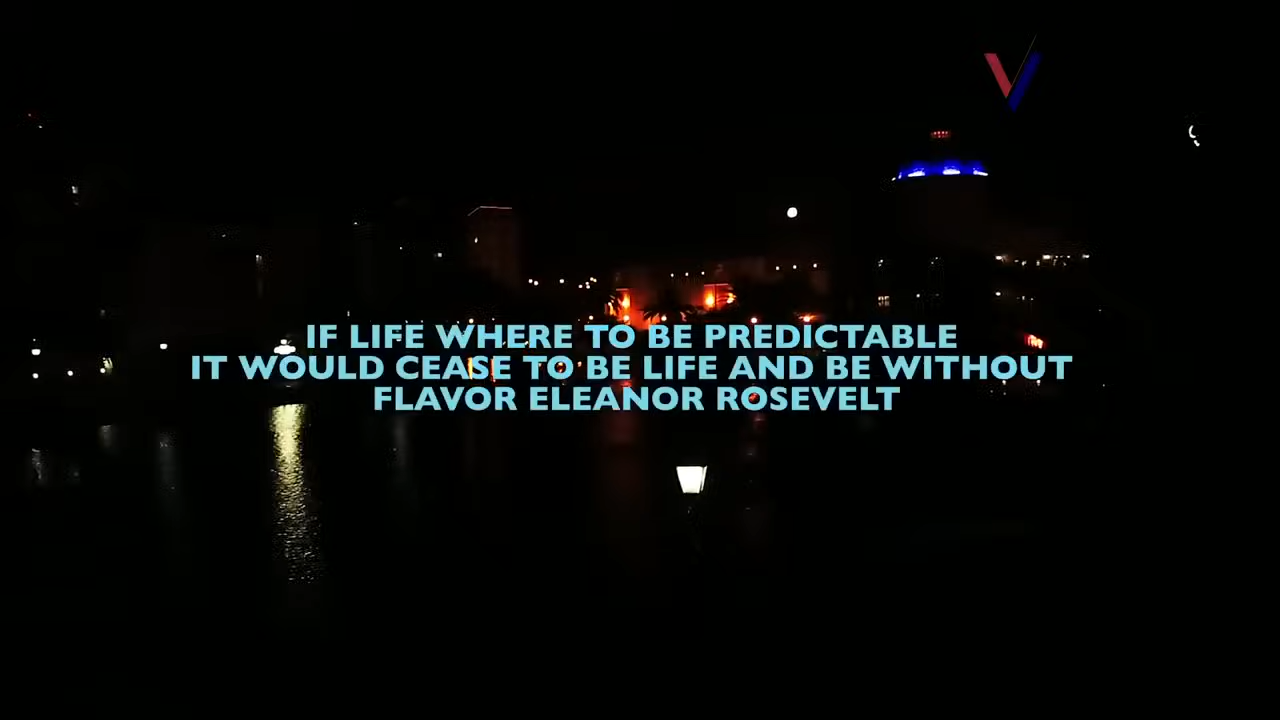 IF LIFE WHERE TO BE PREDICTABLE
IT WOULD CEASE TO BE LIFE AND BE WITHOUT
FLAVOR ELEANOR ROSEVELT